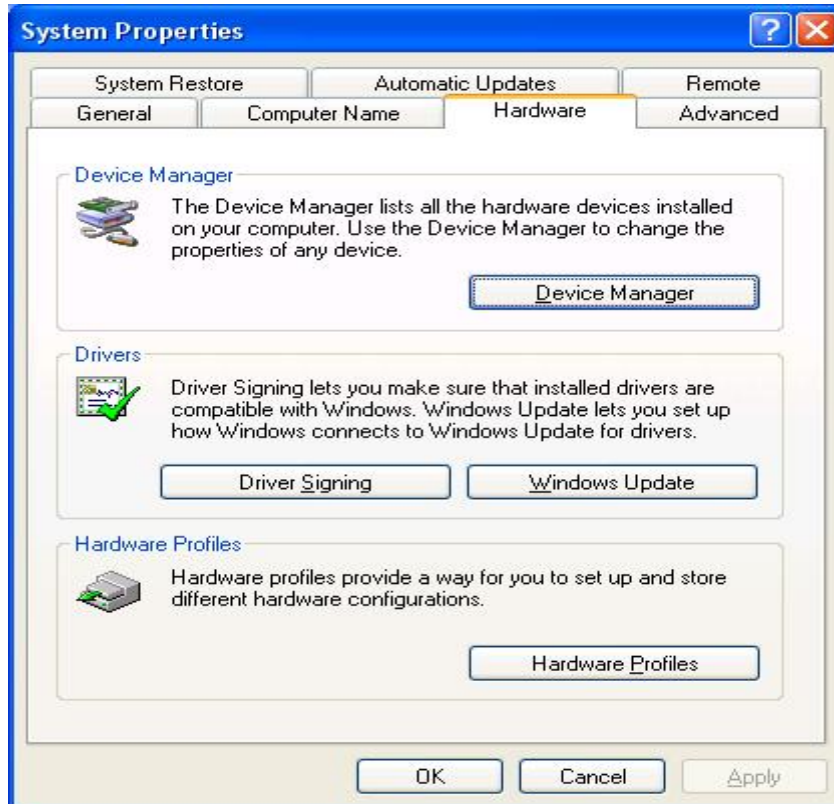 System Properties
System Restore Automatic Updates Remote
General Computer Name Hardware Advanced
Device Manager
The Device Manager lists all the hardware devices installed
on your computer. Use the Device Manager to change the
properties of any device.
Device Manager
Drivers
Driver Signing lets you make sure that installed drivers are
compatible with Windows. Windows Update lets you set up
how Windows connects to Windows Update for drivers.
Driver Signing Windows Update
Hardware Profiles
Hardware profiles provide a way for you to set up and store
different hardware configurations.
Hardware Profiles
OK Cancel Apply